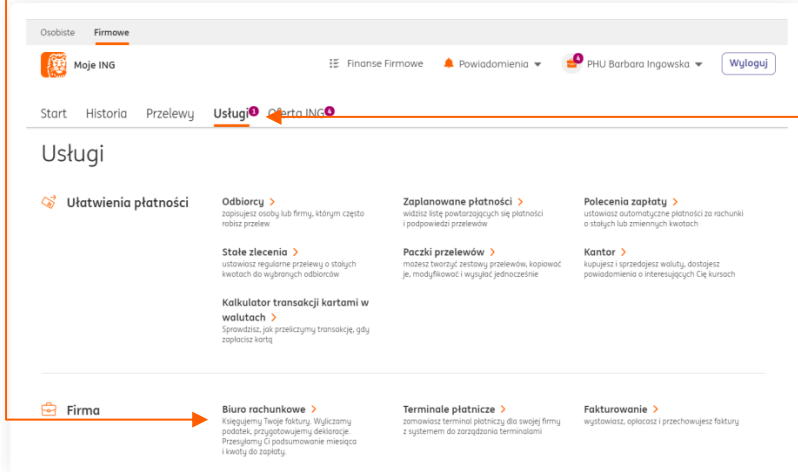 Osobiste Firmowe
Moje ING Finanse Firmowe Powiadomienia 4 PHU Barbara Ingowska Wyloguj
Start Historia Przelewy Usługi 1 Oferta ING 4
Usługi
Ułatwienia płatności
Odbiorcy >
zapisujesz osoby lub firmy, którym często
robisz przelew
Zaplanowane płatności >
widzisz listę powtarzających się płatności
i podpowiedzi przelewów
Polecenia zapłaty >
ustawiasz automatyczne płatności za rachunki
o stałych lub zmiennych kwotach
Stałe zlecenia >
ustawiasz regularne przelewy o stałych
kwotach do wybranych odbiorców
Paczki przelewów >
możesz tworzyć zestawy przelewów, kopiować
je, modyfikować i wysyłać jednocześnie
Kantor >
kupujesz i sprzedajesz waluty, dostajesz
powiadomienia o interesujących Cię kursach
Kalkulator transakcji kartami w
walutach >
Sprawdzisz, jak przeliczymy transakcję, gdy
zapłacisz kartą
Firma
Biuro rachunkowe >
Księgujemy Twoje faktury. Wyliczamy
podatek, przygotowujemy deklaracje.
Przesyłamy Ci podsumowanie miesiąca
i kwoty do zapłaty.
Terminale płatnicze >
zamawiasz terminal płatniczy dla swojej firmy
z systemem do zarządzania terminalami
Fakturowanie >
wystawiasz, opłacasz i przechowujesz faktury